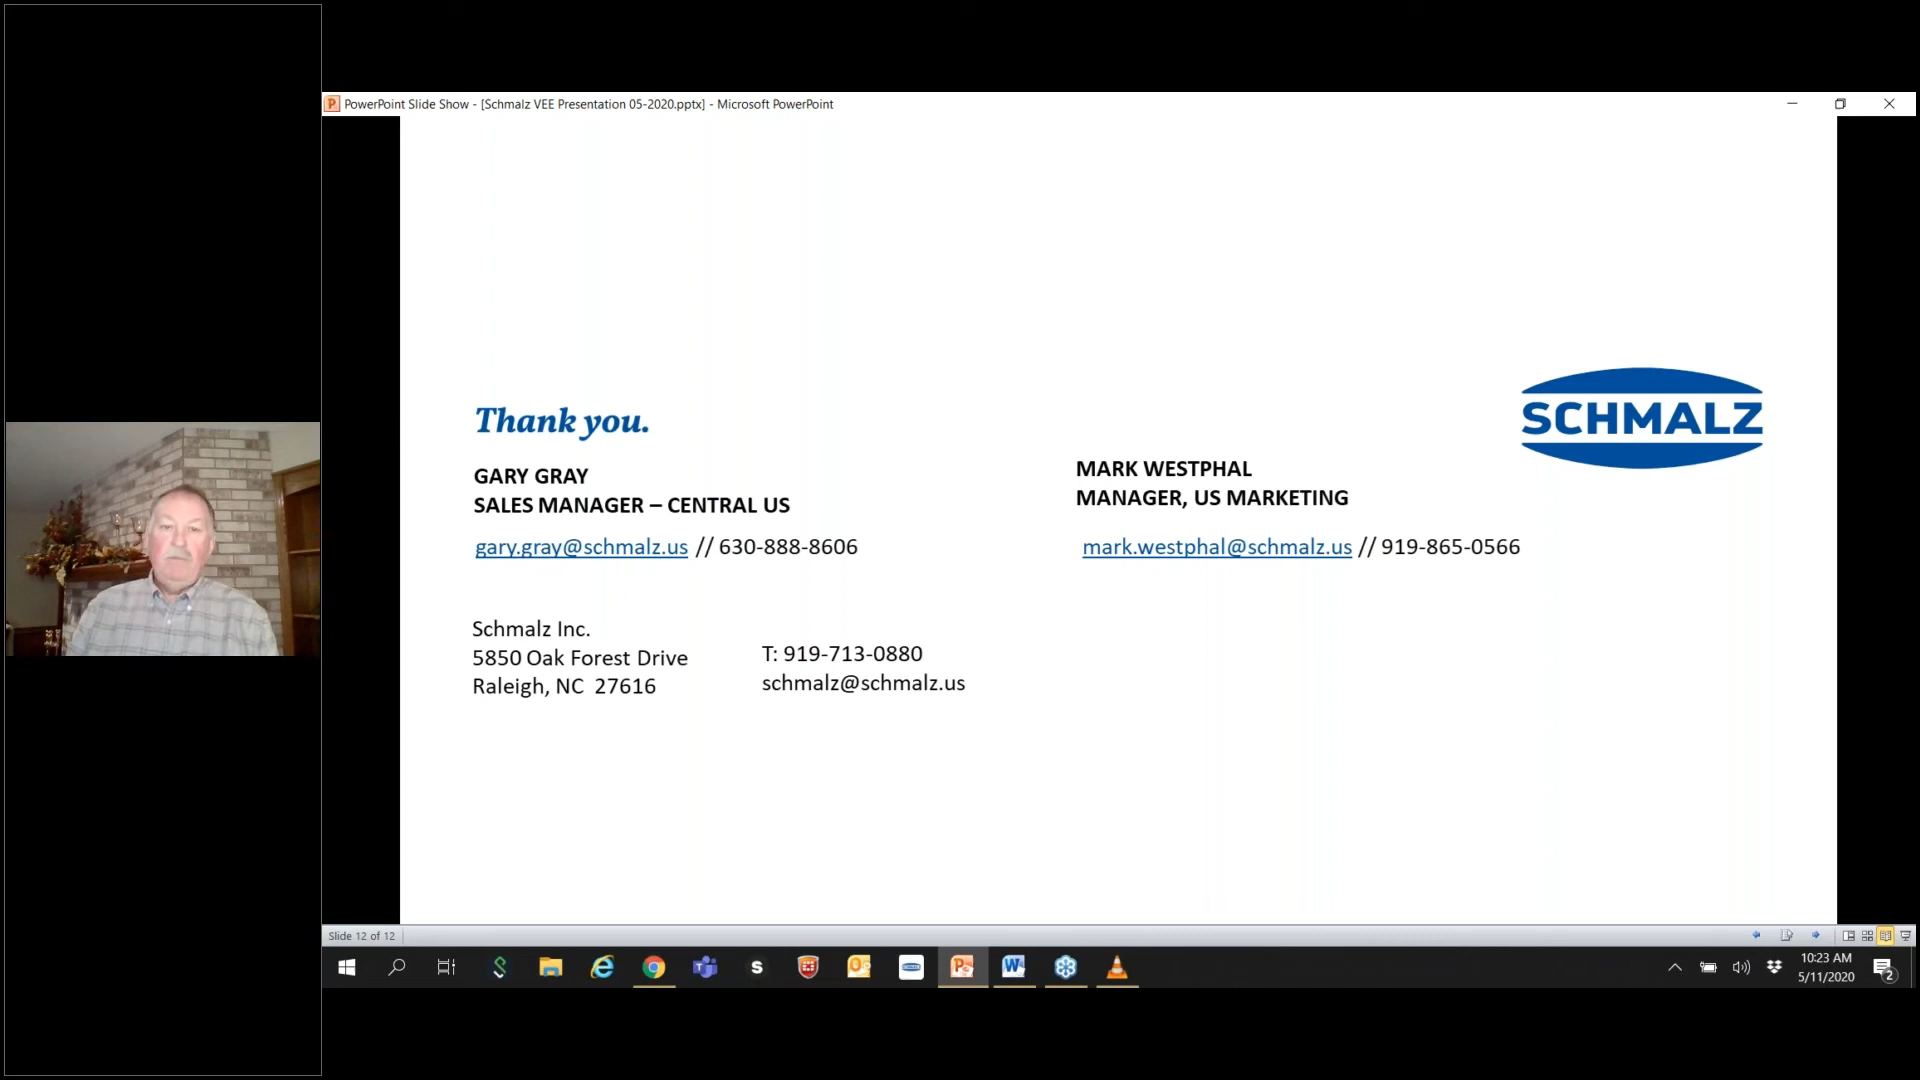 PowerPoint Slide Show - [Schmalz VEE Presentation 05-2020.pptx] - Microsoft PowerPoint
SCHMALZ
Thank you.
GARY GRAY
SALES MANAGER – CENTRAL US
gary.gray@schmalz.us // 630-888-8606
MARK WESTPHAL
MANAGER, US MARKETING
mark.westphal@schmalz.us // 919-865-0566
Schmalz Inc.
5850 Oak Forest Drive
Raleigh, NC 27616
T: 919-713-0880
schmalz@schmalz.us
Slide 12 of 12
10:23 AM
5/11/2020
2